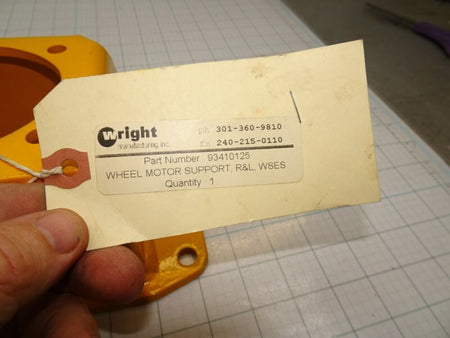 Wright ph 301-360-9810
manufacturing, inc. fx 240-215-0110
Part Number 93410125
WHEEL MOTOR SUPPORT, R&L, WSES
Quantity 1